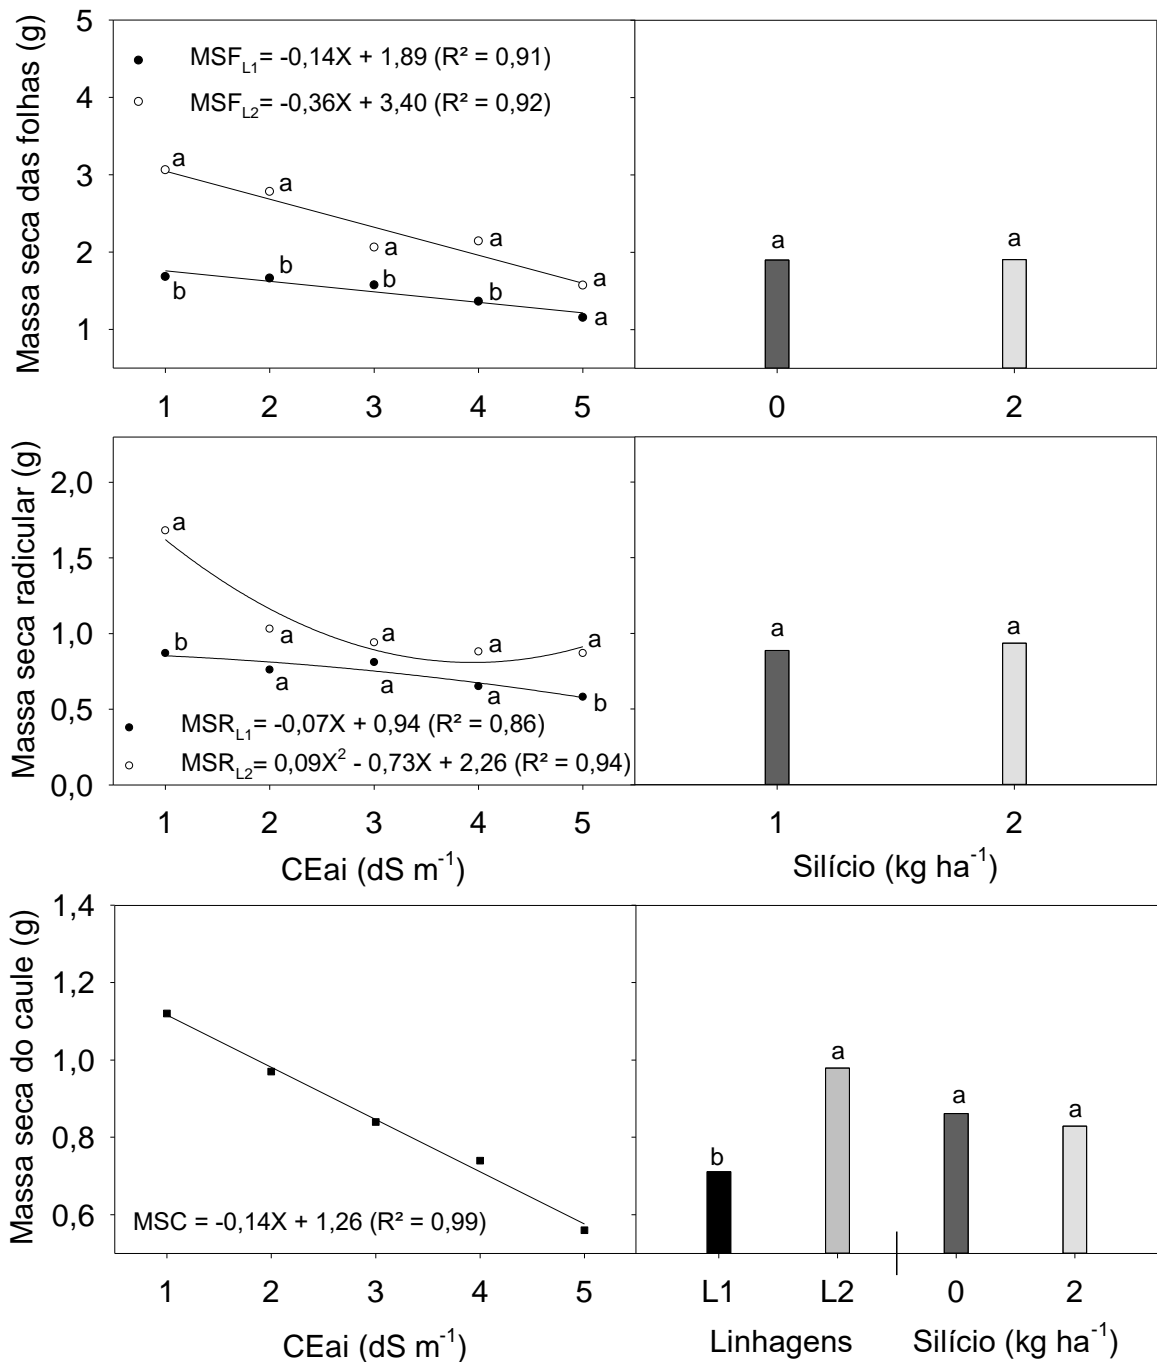 Massa seca das folhas (g)
5
4
3
2
1
MSF_L1= -0,14X + 1,89 (R² = 0,91)
MSF_L2= -0,36X + 3,40 (R² = 0,92)
a
a
a
a
a
b
b
b
b
a
1 2 3 4 5
a
a
0 2
Massa seca radicular (g)
2,0
1,5
1,0
0,5
0,0
a
a
a
a
a
b
a
a
a
b
MSR_L1= -0,07X + 0,94 (R² = 0,86)
MSR_L2= 0,09X² - 0,73X + 2,26 (R² = 0,94)
1 2 3 4 5
CEai (dS m⁻¹)
a
a
1 2
Silício (kg ha⁻¹)
Massa seca do caule (g)
1,4
1,2
1,0
0,8
0,6
MSC = -0,14X + 1,26 (R² = 0,99)
1 2 3 4 5
CEai (dS m⁻¹)
b
a
a
a
L1 L2 0 2
Linhagens Silício (kg ha⁻¹)